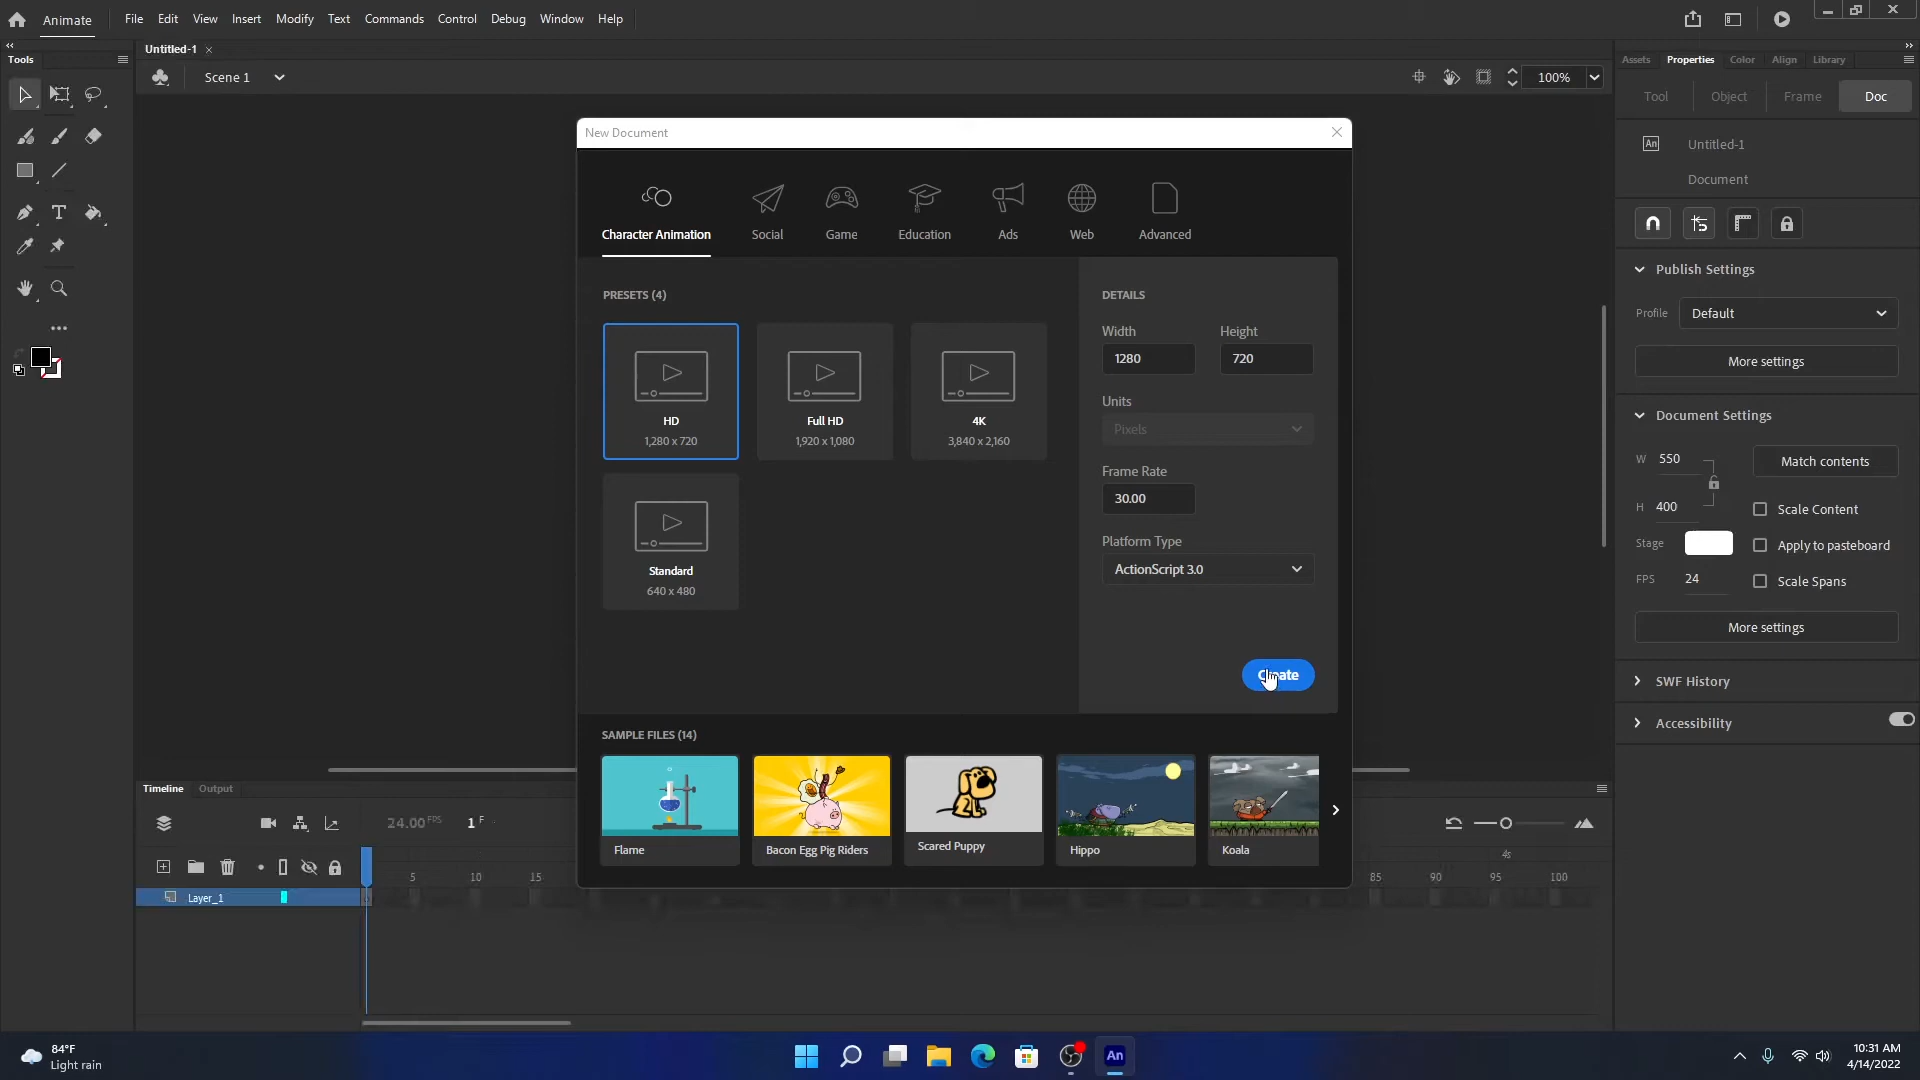 Animate
File Edit View Insert Modify Text Commands Control Debug Window Help
Tools
Untitled-1
Scene 1
100%
New Document
Character Animation
Social
Game
Education
Ads
Web
Advanced
PRESETS (4)
HD
1,280 x 720
Full HD
1,920 x 1,080
4K
3,840 x 2,160
Standard
640 x 480
DETAILS
Width
Height
1280
720
Units
Pixels
Frame Rate
30.00
Platform Type
ActionScript 3.0
Create
SAMPLE FILES (14)
Flame
Bacon Egg Pig Riders
Scared Puppy
Hippo
Koala
Assets Properties Color Align Library
Tool Object Frame Doc
An
Untitled-1
Document
Publish Settings
Profile Default
More settings
Document Settings
W 550
Match contents
H 400
Scale Content
Stage
Apply to pasteboard
FPS 24
Scale Spans
More settings
SWF History
Accessibility
Timeline Output
24.00 FPS 1 F
4s
5 10 15 85 90 95 100
Layer_1
84°F
Light rain
An
10:31 AM
4/14/2022